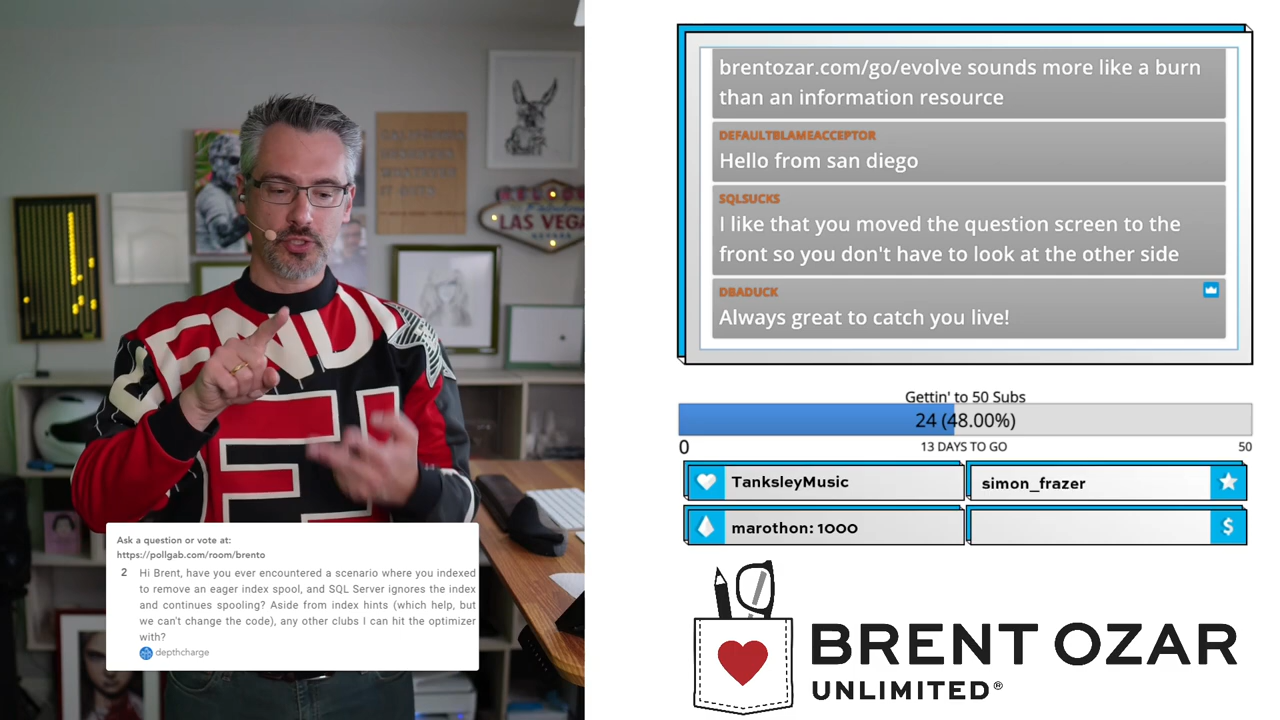 brentozar.com/go/evolve sounds more like a burn
than an information resource
DEFAULTBLAMEACCEPTOR
Hello from san diego
SQLSUCKS
I like that you moved the question screen to the
front so you don't have to look at the other side
DBADUCK
Always great to catch you live!
Gettin' to 50 Subs
24 (48.00%)
0
13 DAYS TO GO
50
TanksleyMusic
simon_frazer
marothon: 1000
$
BRENT OZAR
UNLIMITED®
LAS VEGAS
Ask a question or vote at:
https://pollgab.com/room/brento
2 Hi Brent, have you ever encountered a scenario where you indexed
to remove an eager index spool, and SQL Server ignores the index
and continues spooling? Aside from index hints (which help, but
we can't change the code), any other clubs I can hit the optimizer
with?
depthcharge